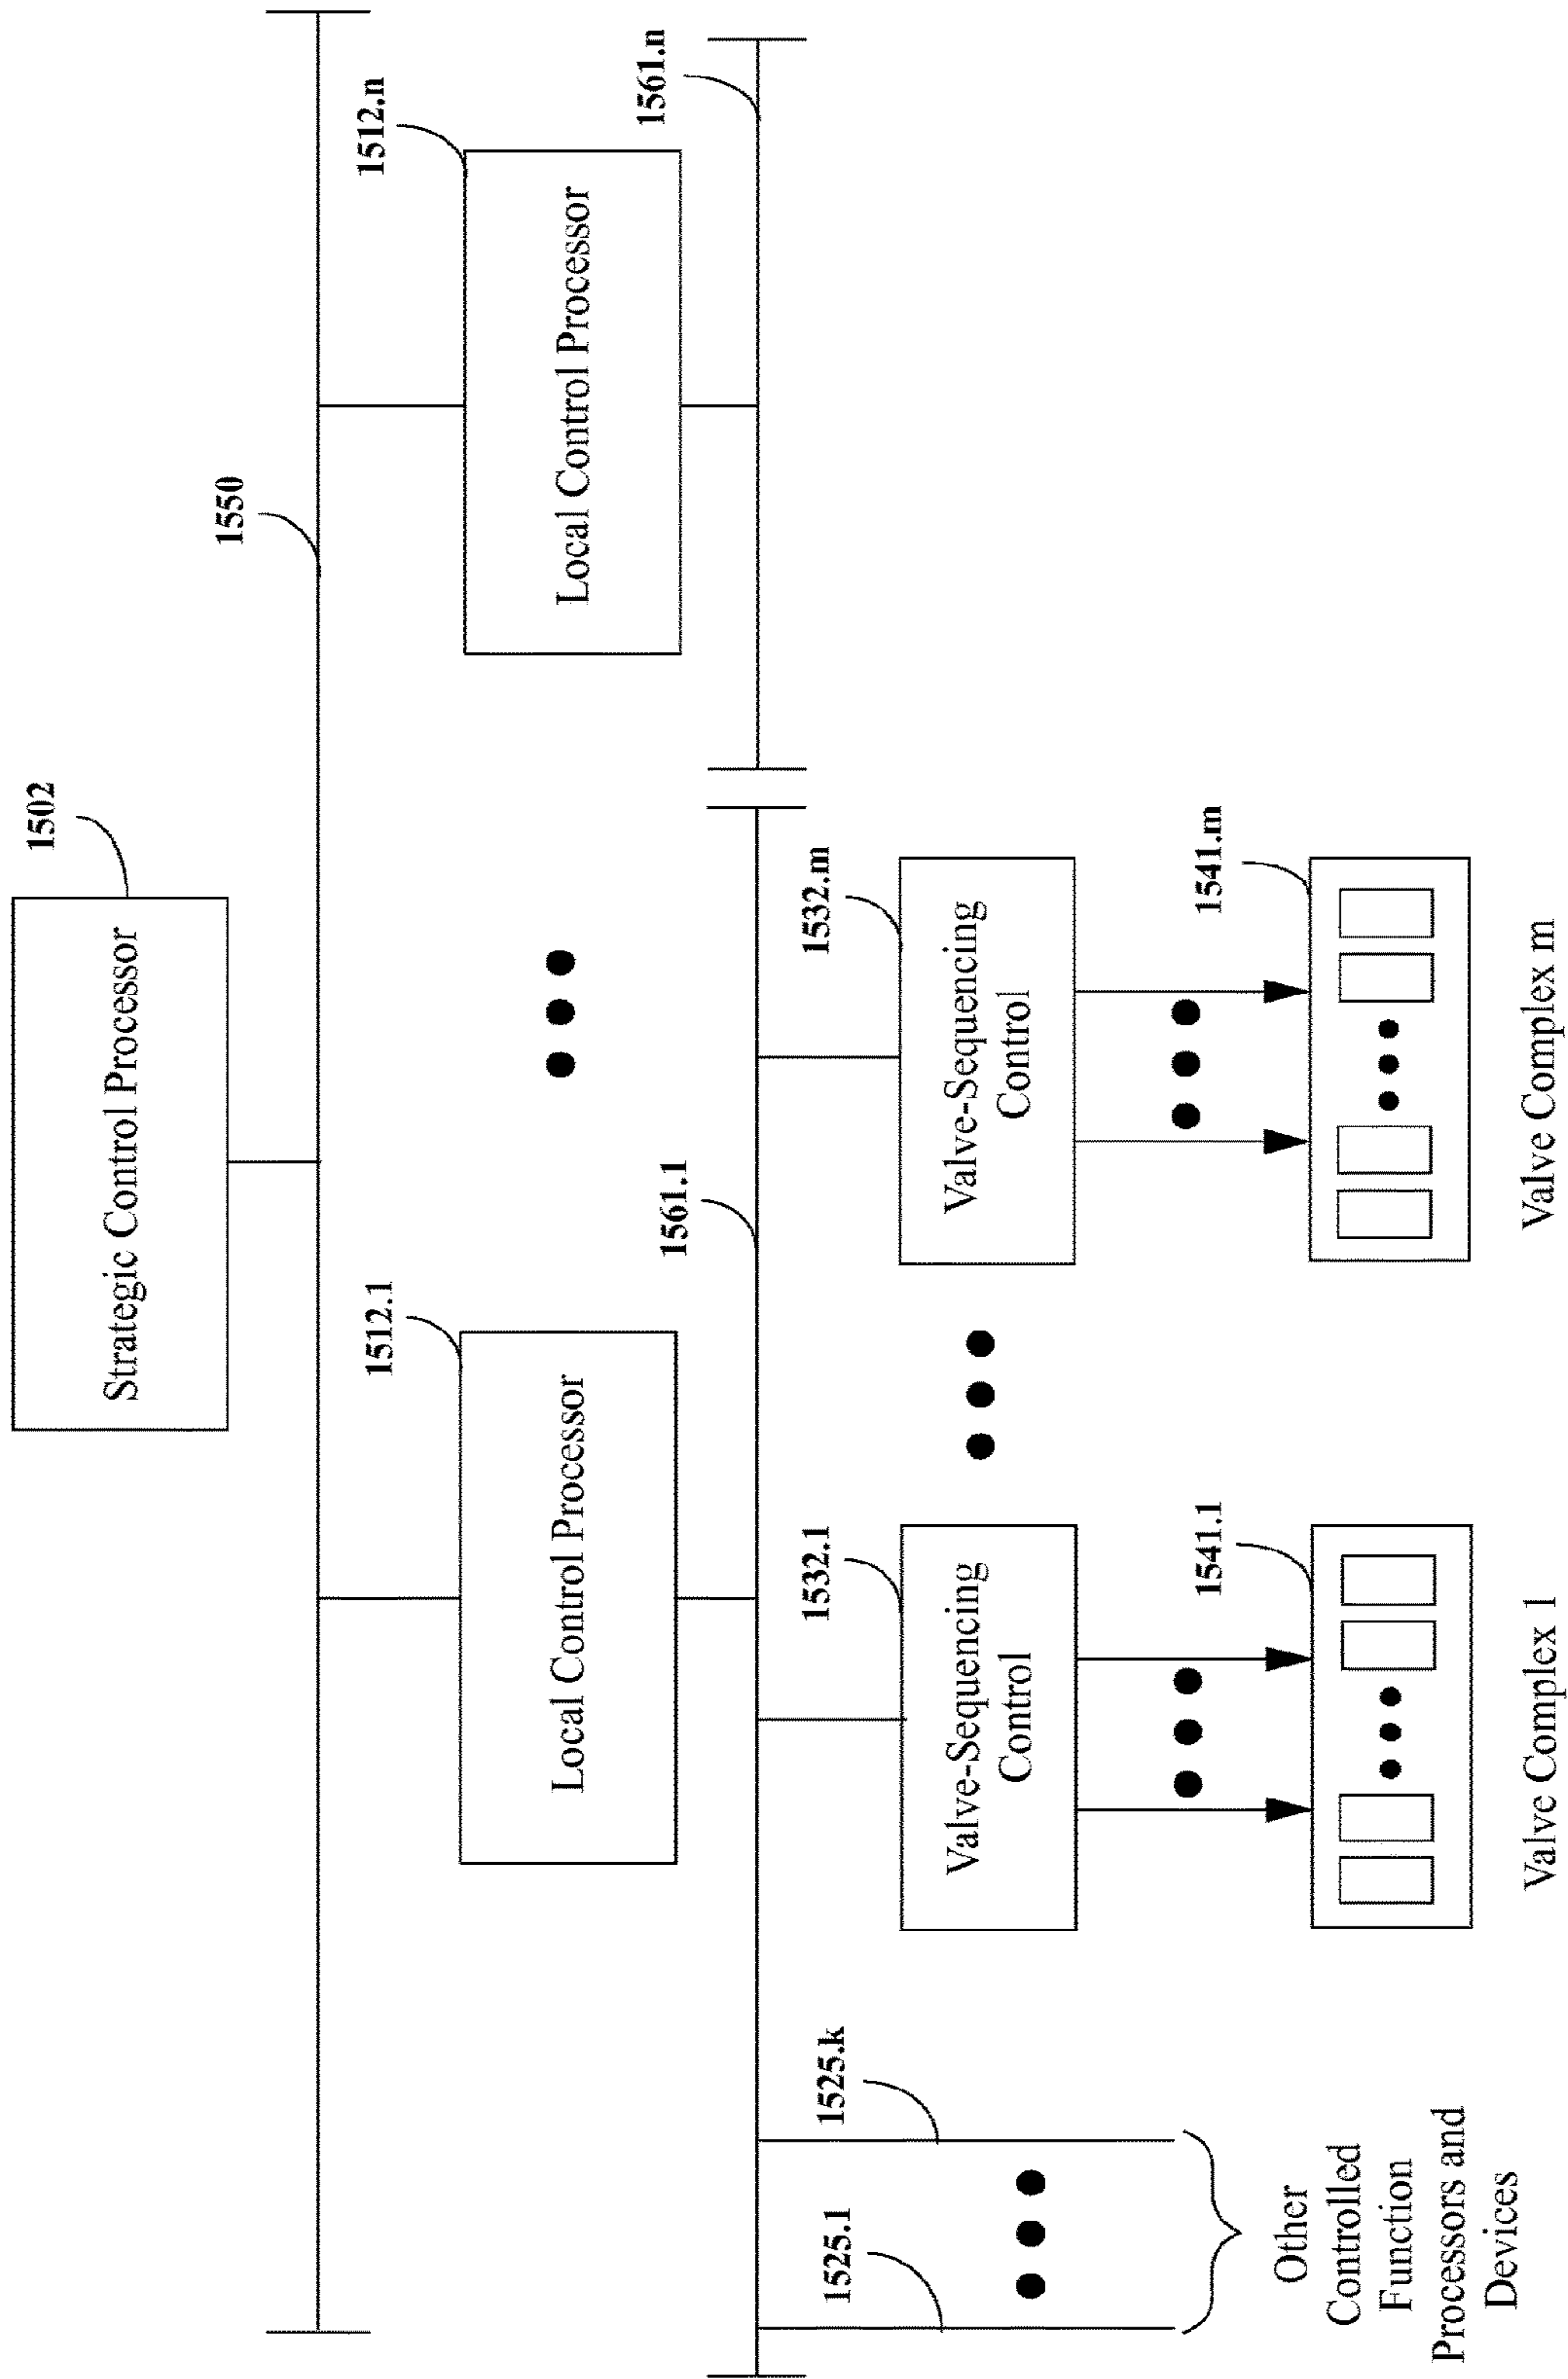 1502
Strategic Control Processor
1550
1512.1
Local Control Processor
1512.n
Local Control Processor
1561.1
1561.n
1525.1
1525.k
Other
Controlled
Function
Processors and
Devices
1532.1
Valve-Sequencing
Control
1541.1
Valve Complex 1
1532.m
Valve-Sequencing
Control
1541.m
Valve Complex m